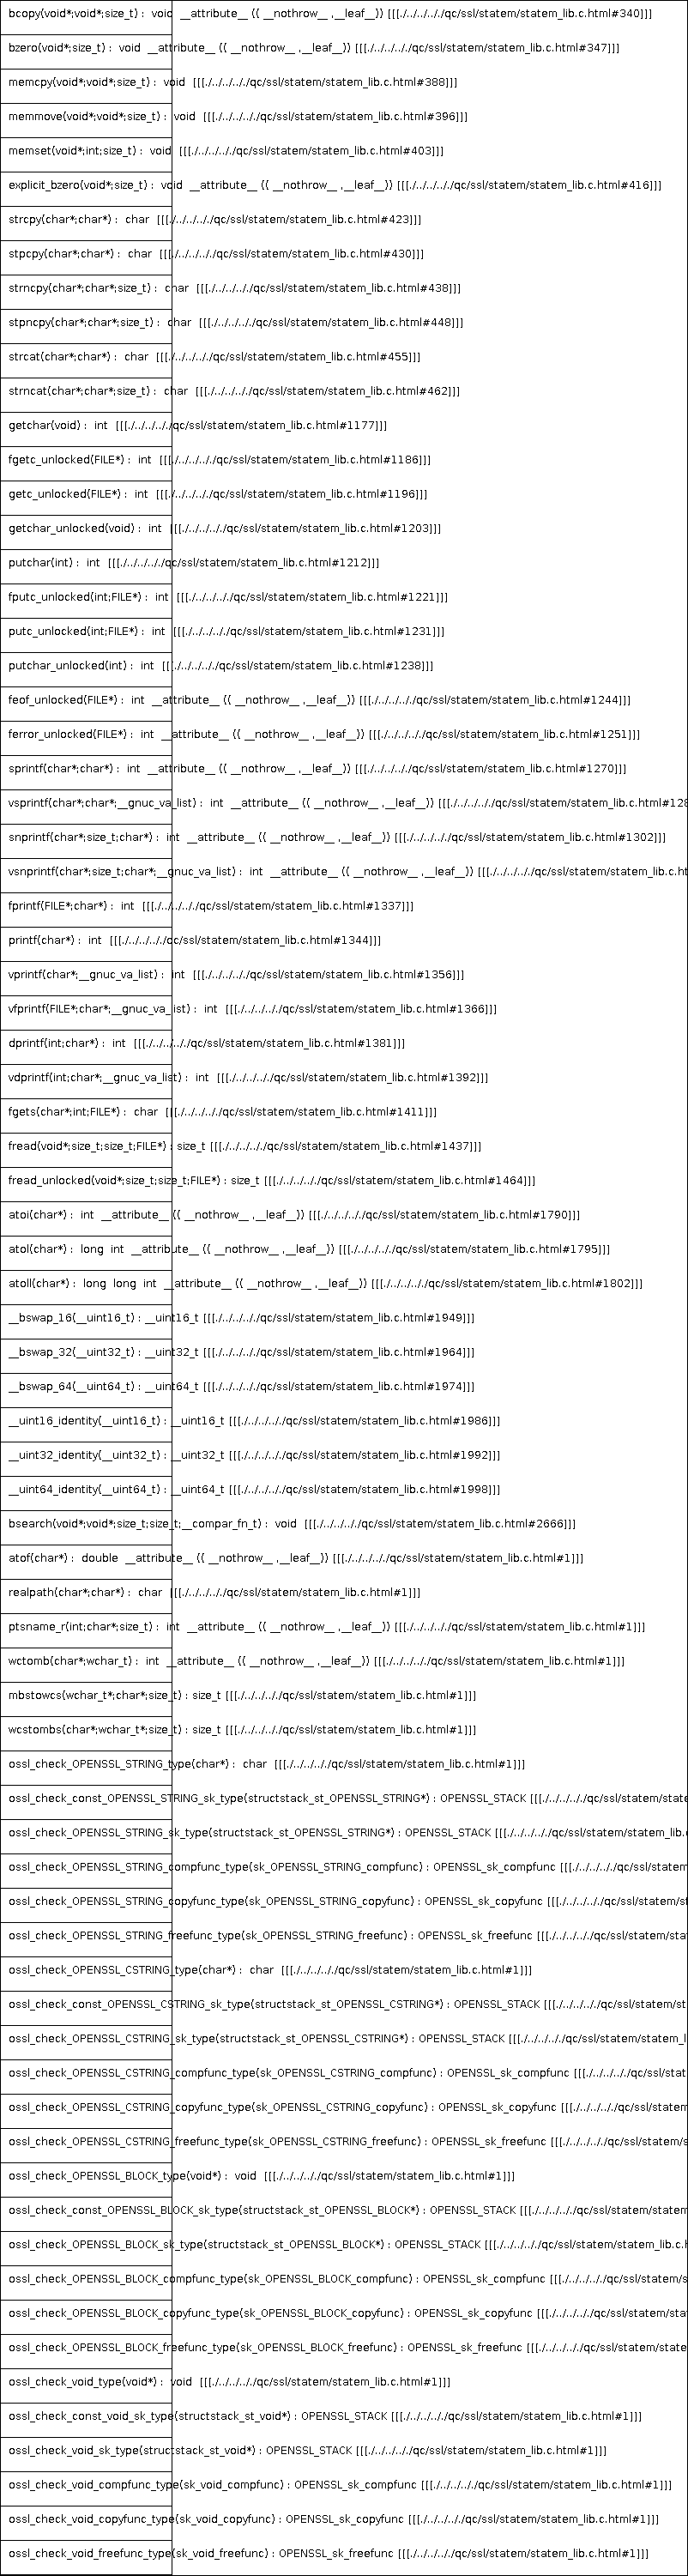 bcopy(void*;void*;size_t) : void __attribute__ (( __nothrow__ ,__leaf__)) [[[./../../../../qc/ssl/statem/statem_lib.c.html#340]]]
bzero(void*;size_t) : void __attribute__ (( __nothrow__ ,__leaf__)) [[[./../../../../qc/ssl/statem/statem_lib.c.html#347]]]
memcpy(void*;void*;size_t) : void [[[./../../../../qc/ssl/statem/statem_lib.c.html#388]]]
memmove(void*;void*;size_t) : void [[[./../../../../qc/ssl/statem/statem_lib.c.html#396]]]
memset(void*;int;size_t) : void [[[./../../../../qc/ssl/statem/statem_lib.c.html#403]]]
explicit_bzero(void*;size_t) : void __attribute__ (( __nothrow__ ,__leaf__)) [[[./../../../../qc/ssl/statem/statem_lib.c.html#416]]]
strcpy(char*;char*) : char [[[./../../../../qc/ssl/statem/statem_lib.c.html#423]]]
stpcpy(char*;char*) : char [[[./../../../../qc/ssl/statem/statem_lib.c.html#430]]]
strncpy(char*;char*;size_t) : char [[[./../../../../qc/ssl/statem/statem_lib.c.html#438]]]
stpncpy(char*;char*;size_t) : char [[[./../../../../qc/ssl/statem/statem_lib.c.html#448]]]
strcat(char*;char*) : char [[[./../../../../qc/ssl/statem/statem_lib.c.html#455]]]
strncat(char*;char*;size_t) : char [[[./../../../../qc/ssl/statem/statem_lib.c.html#462]]]
getchar(void) : int [[[./../../../../qc/ssl/statem/statem_lib.c.html#1177]]]
fgetc_unlocked(FILE*) : int [[[./../../../../qc/ssl/statem/statem_lib.c.html#1186]]]
getc_unlocked(FILE*) : int [[[./../../../../qc/ssl/statem/statem_lib.c.html#1196]]]
getchar_unlocked(void) : int [[[./../../../../qc/ssl/statem/statem_lib.c.html#1203]]]
putchar(int) : int [[[./../../../../qc/ssl/statem/statem_lib.c.html#1212]]]
fputc_unlocked(int;FILE*) : int [[[./../../../../qc/ssl/statem/statem_lib.c.html#1221]]]
putc_unlocked(int;FILE*) : int [[[./../../../../qc/ssl/statem/statem_lib.c.html#1231]]]
putchar_unlocked(int) : int [[[./../../../../qc/ssl/statem/statem_lib.c.html#1238]]]
feof_unlocked(FILE*) : int __attribute__ (( __nothrow__ ,__leaf__)) [[[./../../../../qc/ssl/statem/statem_lib.c.html#1244]]]
ferror_unlocked(FILE*) : int __attribute__ (( __nothrow__ ,__leaf__)) [[[./../../../../qc/ssl/statem/statem_lib.c.html#1251]]]
sprintf(char*;char*) : int __attribute__ (( __nothrow__ ,__leaf__)) [[[./../../../../qc/ssl/statem/statem_lib.c.html#1270]]]
vsprintf(char*;char*;__gnuc_va_list) : int __attribute__ (( __nothrow__ ,__leaf__)) [[[./../../../../qc/ssl/statem/statem_lib.c.html#128
snprintf(char*;size_t;char*) : int __attribute__ (( __nothrow__ ,__leaf__)) [[[./../../../../qc/ssl/statem/statem_lib.c.html#1302]]]
vsnprintf(char*;size_t;char*;__gnuc_va_list) : int __attribute__ (( __nothrow__ ,__leaf__)) [[[./../../../../qc/ssl/statem/statem_lib.c.ht
fprintf(FILE*;char*) : int [[[./../../../../qc/ssl/statem/statem_lib.c.html#1337]]]
printf(char*) : int [[[./../../../../qc/ssl/statem/statem_lib.c.html#1344]]]
vprintf(char*;__gnuc_va_list) : int [[[./../../../../qc/ssl/statem/statem_lib.c.html#1356]]]
vfprintf(FILE*;char*;__gnuc_va_list) : int [[[./../../../../qc/ssl/statem/statem_lib.c.html#1366]]]
dprintf(int;char*) : int [[[./../../../../qc/ssl/statem/statem_lib.c.html#1381]]]
vdprintf(int;char*;__gnuc_va_list) : int [[[./../../../../qc/ssl/statem/statem_lib.c.html#1392]]]
fgets(char*;int;FILE*) : char [[[./../../../../qc/ssl/statem/statem_lib.c.html#1411]]]
fread(void*;size_t;size_t;FILE*) : size_t [[[./../../../../qc/ssl/statem/statem_lib.c.html#1437]]]
fread_unlocked(void*;size_t;size_t;FILE*) : size_t [[[./../../../../qc/ssl/statem/statem_lib.c.html#1464]]]
atoi(char*) : int __attribute__ (( __nothrow__ ,__leaf__)) [[[./../../../../qc/ssl/statem/statem_lib.c.html#1790]]]
atol(char*) : long int __attribute__ (( __nothrow__ ,__leaf__)) [[[./../../../../qc/ssl/statem/statem_lib.c.html#1795]]]
atoll(char*) : long long int __attribute__ (( __nothrow__ ,__leaf__)) [[[./../../../../qc/ssl/statem/statem_lib.c.html#1802]]]
__bswap_16(__uint16_t) : __uint16_t [[[./../../../../qc/ssl/statem/statem_lib.c.html#1949]]]
__bswap_32(__uint32_t) : __uint32_t [[[./../../../../qc/ssl/statem/statem_lib.c.html#1964]]]
__bswap_64(__uint64_t) : __uint64_t [[[./../../../../qc/ssl/statem/statem_lib.c.html#1974]]]
__uint16_identity(__uint16_t) : __uint16_t [[[./../../../../qc/ssl/statem/statem_lib.c.html#1986]]]
__uint32_identity(__uint32_t) : __uint32_t [[[./../../../../qc/ssl/statem/statem_lib.c.html#1992]]]
__uint64_identity(__uint64_t) : __uint64_t [[[./../../../../qc/ssl/statem/statem_lib.c.html#1998]]]
bsearch(void*;void*;size_t;size_t;__compar_fn_t) : void [[[./../../../../qc/ssl/statem/statem_lib.c.html#2666]]]
atof(char*) : double __attribute__ (( __nothrow__ ,__leaf__)) [[[./../../../../qc/ssl/statem/statem_lib.c.html#1]]]
realpath(char*;char*) : char [[[./../../../../qc/ssl/statem/statem_lib.c.html#1]]]
ptsname_r(int;char*;size_t) : int __attribute__ (( __nothrow__ ,__leaf__)) [[[./../../../../qc/ssl/statem/statem_lib.c.html#1]]]
wctomb(char*;wchar_t) : int __attribute__ (( __nothrow__ ,__leaf__)) [[[./../../../../qc/ssl/statem/statem_lib.c.html#1]]]
mbstowcs(wchar_t*;char*;size_t) : size_t [[[./../../../../qc/ssl/statem/statem_lib.c.html#1]]]
wcstombs(char*;wchar_t*;size_t) : size_t [[[./../../../../qc/ssl/statem/statem_lib.c.html#1]]]
ossl_check_OPENSSL_STRING_type(char*) : char [[[./../../../../qc/ssl/statem/statem_lib.c.html#1]]]
ossl_check_const_OPENSSL_STRING_sk_type(structstack_st_OPENSSL_STRING*) : OPENSSL_STACK [[[./../../../../qc/ssl/statem/state
ossl_check_OPENSSL_STRING_sk_type(structstack_st_OPENSSL_STRING*) : OPENSSL_STACK [[[./../../../../qc/ssl/statem/statem_lib.c
ossl_check_OPENSSL_STRING_compfunc_type(sk_OPENSSL_STRING_compfunc) : OPENSSL_sk_compfunc [[[./../../../../qc/ssl/statem
ossl_check_OPENSSL_STRING_copyfunc_type(sk_OPENSSL_STRING_copyfunc) : OPENSSL_sk_copyfunc [[[./../../../../qc/ssl/statem/st
ossl_check_OPENSSL_STRING_freefunc_type(sk_OPENSSL_STRING_freefunc) : OPENSSL_sk_freefunc [[[./../../../../qc/ssl/statem/stat
ossl_check_OPENSSL_CSTRING_type(char*) : char [[[./../../../../qc/ssl/statem/statem_lib.c.html#1]]]
ossl_check_const_OPENSSL_CSTRING_sk_type(structstack_st_OPENSSL_CSTRING*) : OPENSSL_STACK [[[./../../../../qc/ssl/statem/st
ossl_check_OPENSSL_CSTRING_sk_type(structstack_st_OPENSSL_CSTRING*) : OPENSSL_STACK [[[./../../../../qc/ssl/statem/statem_l
ossl_check_OPENSSL_CSTRING_compfunc_type(sk_OPENSSL_CSTRING_compfunc) : OPENSSL_sk_compfunc [[[./../../../../qc/ssl/stat
ossl_check_OPENSSL_CSTRING_copyfunc_type(sk_OPENSSL_CSTRING_copyfunc) : OPENSSL_sk_copyfunc [[[./../../../../qc/ssl/statem
ossl_check_OPENSSL_CSTRING_freefunc_type(sk_OPENSSL_CSTRING_freefunc) : OPENSSL_sk_freefunc [[[./../../../../qc/ssl/statem/s
ossl_check_OPENSSL_BLOCK_type(void*) : void [[[./../../../../qc/ssl/statem/statem_lib.c.html#1]]]
ossl_check_const_OPENSSL_BLOCK_sk_type(structstack_st_OPENSSL_BLOCK*) : OPENSSL_STACK [[[./../../../../qc/ssl/statem/statem
ossl_check_OPENSSL_BLOCK_sk_type(structstack_st_OPENSSL_BLOCK*) : OPENSSL_STACK [[[./../../../../qc/ssl/statem/statem_lib.c.h
ossl_check_OPENSSL_BLOCK_compfunc_type(sk_OPENSSL_BLOCK_compfunc) : OPENSSL_sk_compfunc [[[./../../../../qc/ssl/statem/s
ossl_check_OPENSSL_BLOCK_copyfunc_type(sk_OPENSSL_BLOCK_copyfunc) : OPENSSL_sk_copyfunc [[[./../../../../qc/ssl/statem/stat
ossl_check_OPENSSL_BLOCK_freefunc_type(sk_OPENSSL_BLOCK_freefunc) : OPENSSL_sk_freefunc [[[./../../../../qc/ssl/statem/state
ossl_check_void_type(void*) : void [[[./../../../../qc/ssl/statem/statem_lib.c.html#1]]]
ossl_check_const_void_sk_type(structstack_st_void*) : OPENSSL_STACK [[[./../../../../qc/ssl/statem/statem_lib.c.html#1]]]
ossl_check_void_sk_type(structstack_st_void*) : OPENSSL_STACK [[[./../../../../qc/ssl/statem/statem_lib.c.html#1]]]
ossl_check_void_compfunc_type(sk_void_compfunc) : OPENSSL_sk_compfunc [[[./../../../../qc/ssl/statem/statem_lib.c.html#1]]]
ossl_check_void_copyfunc_type(sk_void_copyfunc) : OPENSSL_sk_copyfunc [[[./../../../../qc/ssl/statem/statem_lib.c.html#1]]]
ossl_check_void_freefunc_type(sk_void_freefunc) : OPENSSL_sk_freefunc [[[./../../../../qc/ssl/statem/statem_lib.c.html#1]]]